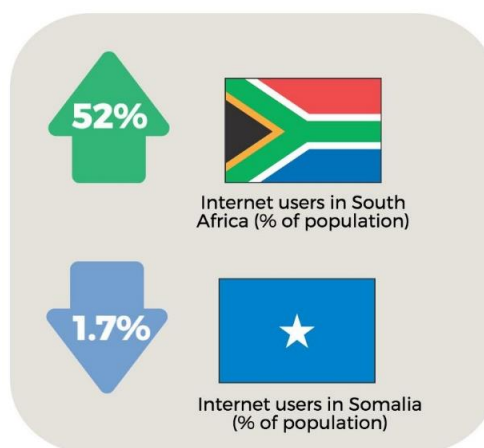 52%
Internet users in South
Africa (% of population)
1.7%
Internet users in Somalia
(% of population)